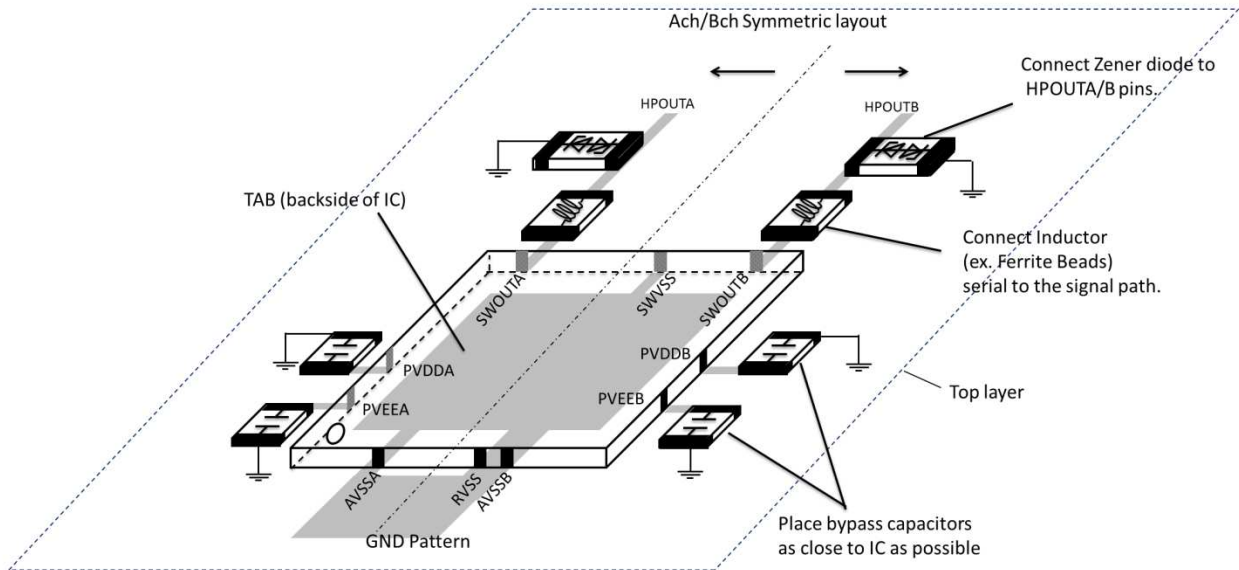 Ach/Bch Symmetric layout
Connect Zener diode to
HPOUTA/B pins.
HPOUTA
HPOUTB
TAB (backside of IC)
Connect Inductor
(ex. Ferrite Beads)
serial to the signal path.
SWOUTA
SWVSS
SWOUTB
PVDDA
PVDDB
PVEEA
PVEEB
Top layer
AVSSA
RVSS
AVSSB
GND Pattern
Place bypass capacitors
as close to IC as possible